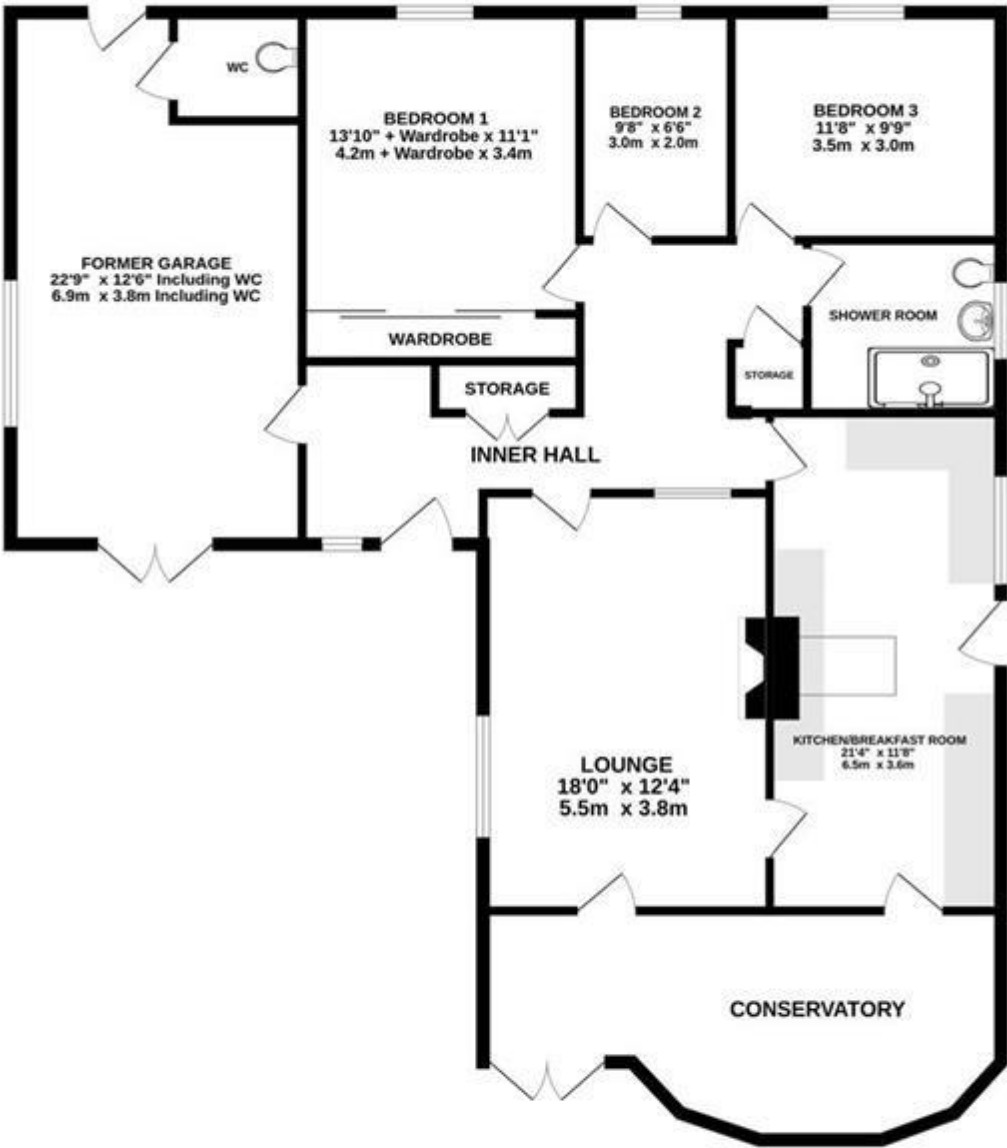 WC
BEDROOM 1
13'10" + Wardrobe x 11'1"
4.2m + Wardrobe x 3.4m
BEDROOM 2
9'8" x 6'6"
3.0m x 2.0m
BEDROOM 3
11'8" x 9'9"
3.5m x 3.0m
FORMER GARAGE
22'9" x 12'6" Including WC
6.9m x 3.8m Including WC
SHOWER ROOM
WARDROBE
STORAGE
STORAGE
INNER HALL
KITCHEN/BREAKFAST ROOM
21'4" x 11'8"
6.5m x 3.6m
LOUNGE
18'0" x 12'4"
5.5m x 3.8m
CONSERVATORY